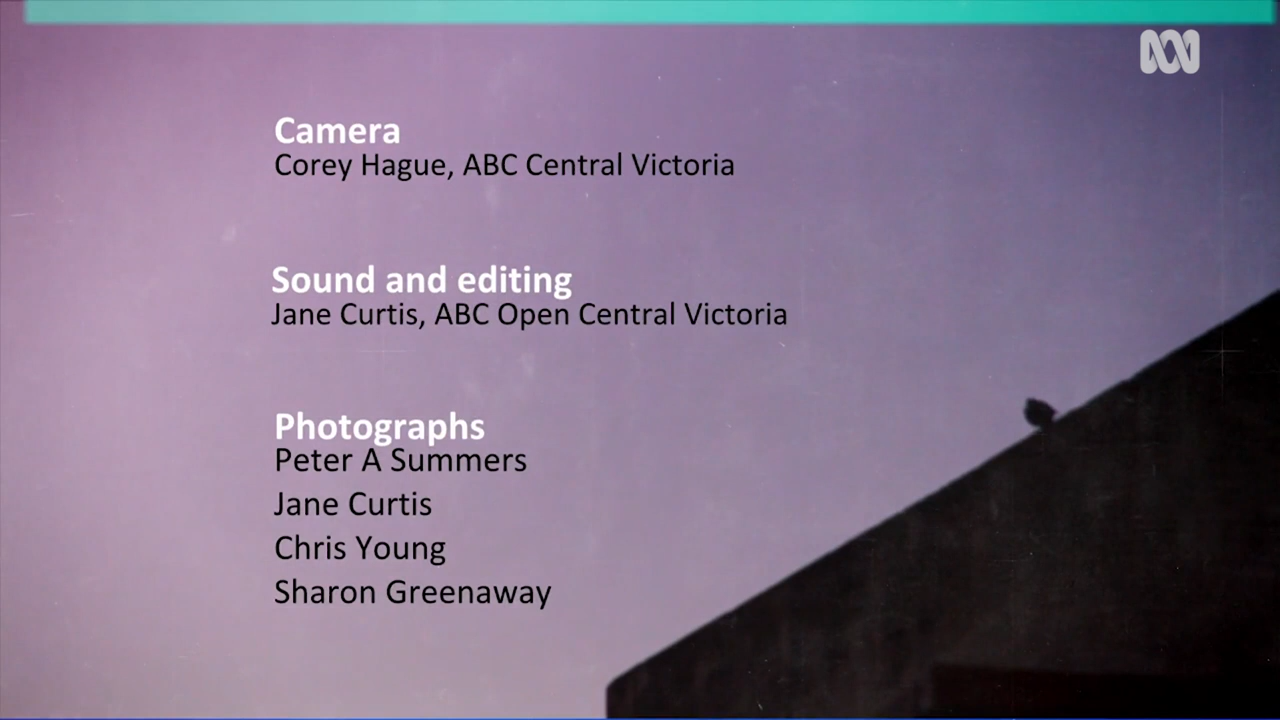 Camera
Corey Hague, ABC Central Victoria
Sound and editing
Jane Curtis, ABC Open Central Victoria
Photographs
Peter A Summers
Jane Curtis
Chris Young
Sharon Greenaway